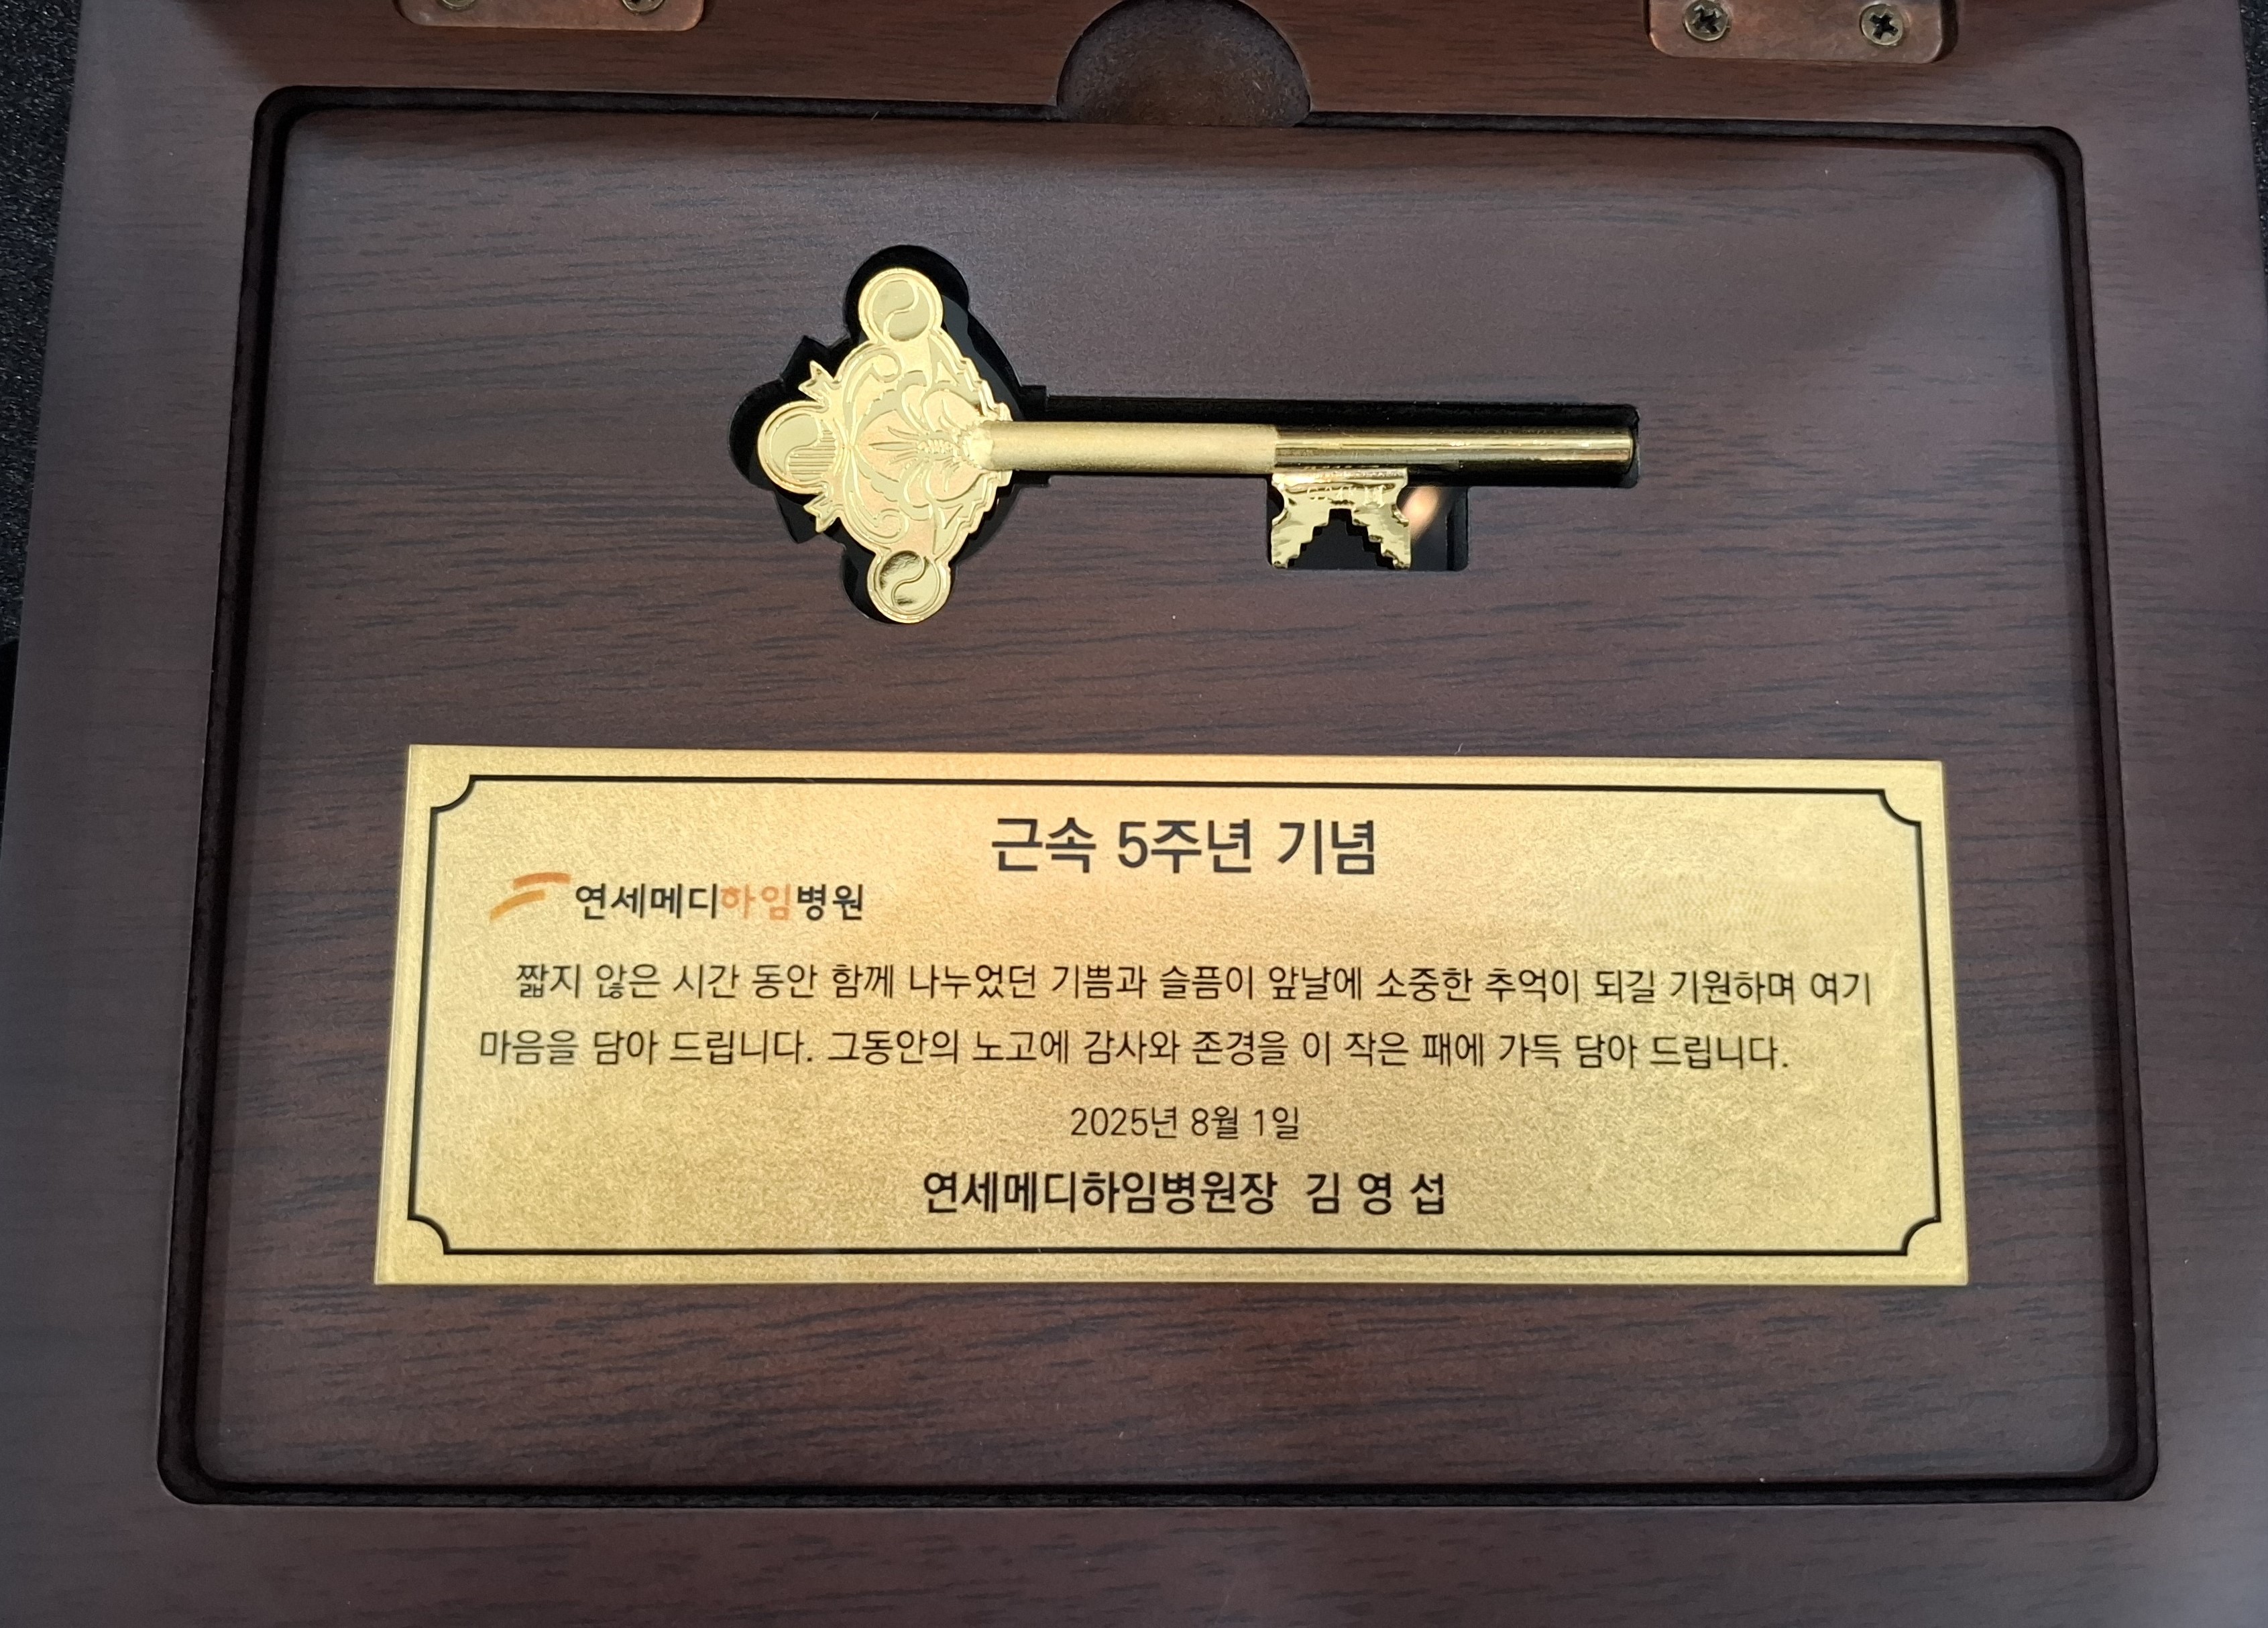 근속 5주년 기념
연세메디하임병원
짧지 않은 시간 동안 함께 나누었던 기쁨과 슬픔이 앞날에 소중한 추억이 되길 기원하며 여기
마음을 담아 드립니다. 그동안의 노고에 감사와 존경을 이 작은 패에 가득 담아 드립니다.
2025년 8월 1일
연세메디하임병원장 김 영 섭